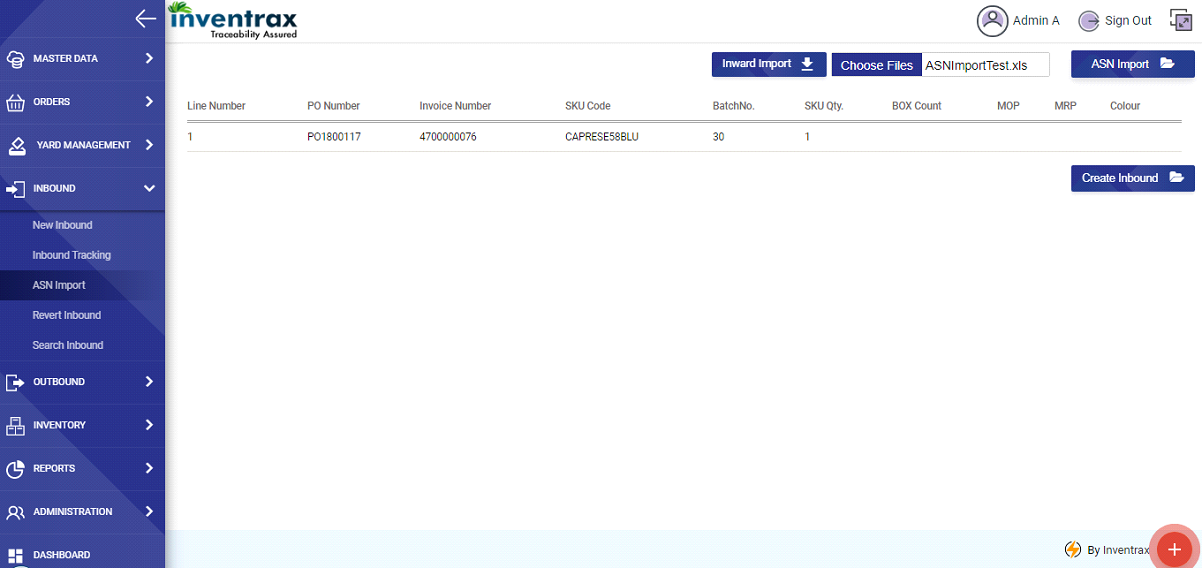 inventrax
Traceability Assured
Admin A
Sign Out
MASTER DATA
ORDERS
YARD MANAGEMENT
INBOUND
New Inbound
Inbound Tracking
ASN Import
Revert Inbound
Search Inbound
OUTBOUND
INVENTORY
REPORTS
ADMINISTRATION
DASHBOARD
Inward Import Choose Files ASNImportTest.xls ASN Import
Line Number PO Number Invoice Number SKU Code BatchNo. SKU Qty. BOX Count MOP MRP Colour
1 PO1800117 4700000076 CAPRESE58BLU 30 1
Create Inbound
By Inventrax